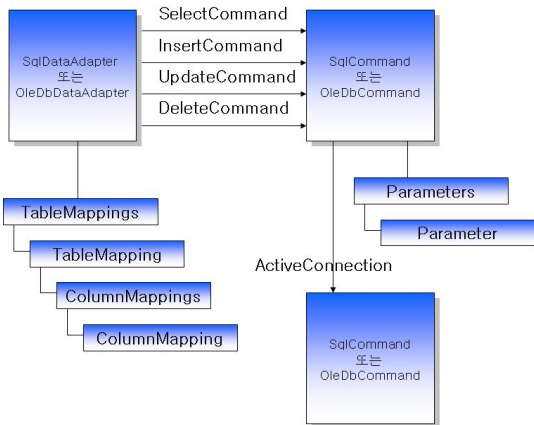 SelectCommand
InsertCommand
UpdateCommand
DeleteCommand
SqlDataAdapter
또는
OleDbDataAdapter
SqlCommand
또는
OleDbCommand
TableMappings
TableMapping
ColumnMappings
ColumnMapping
Parameters
Parameter
ActiveConnection
SqlCommand
또는
OleDbCommand